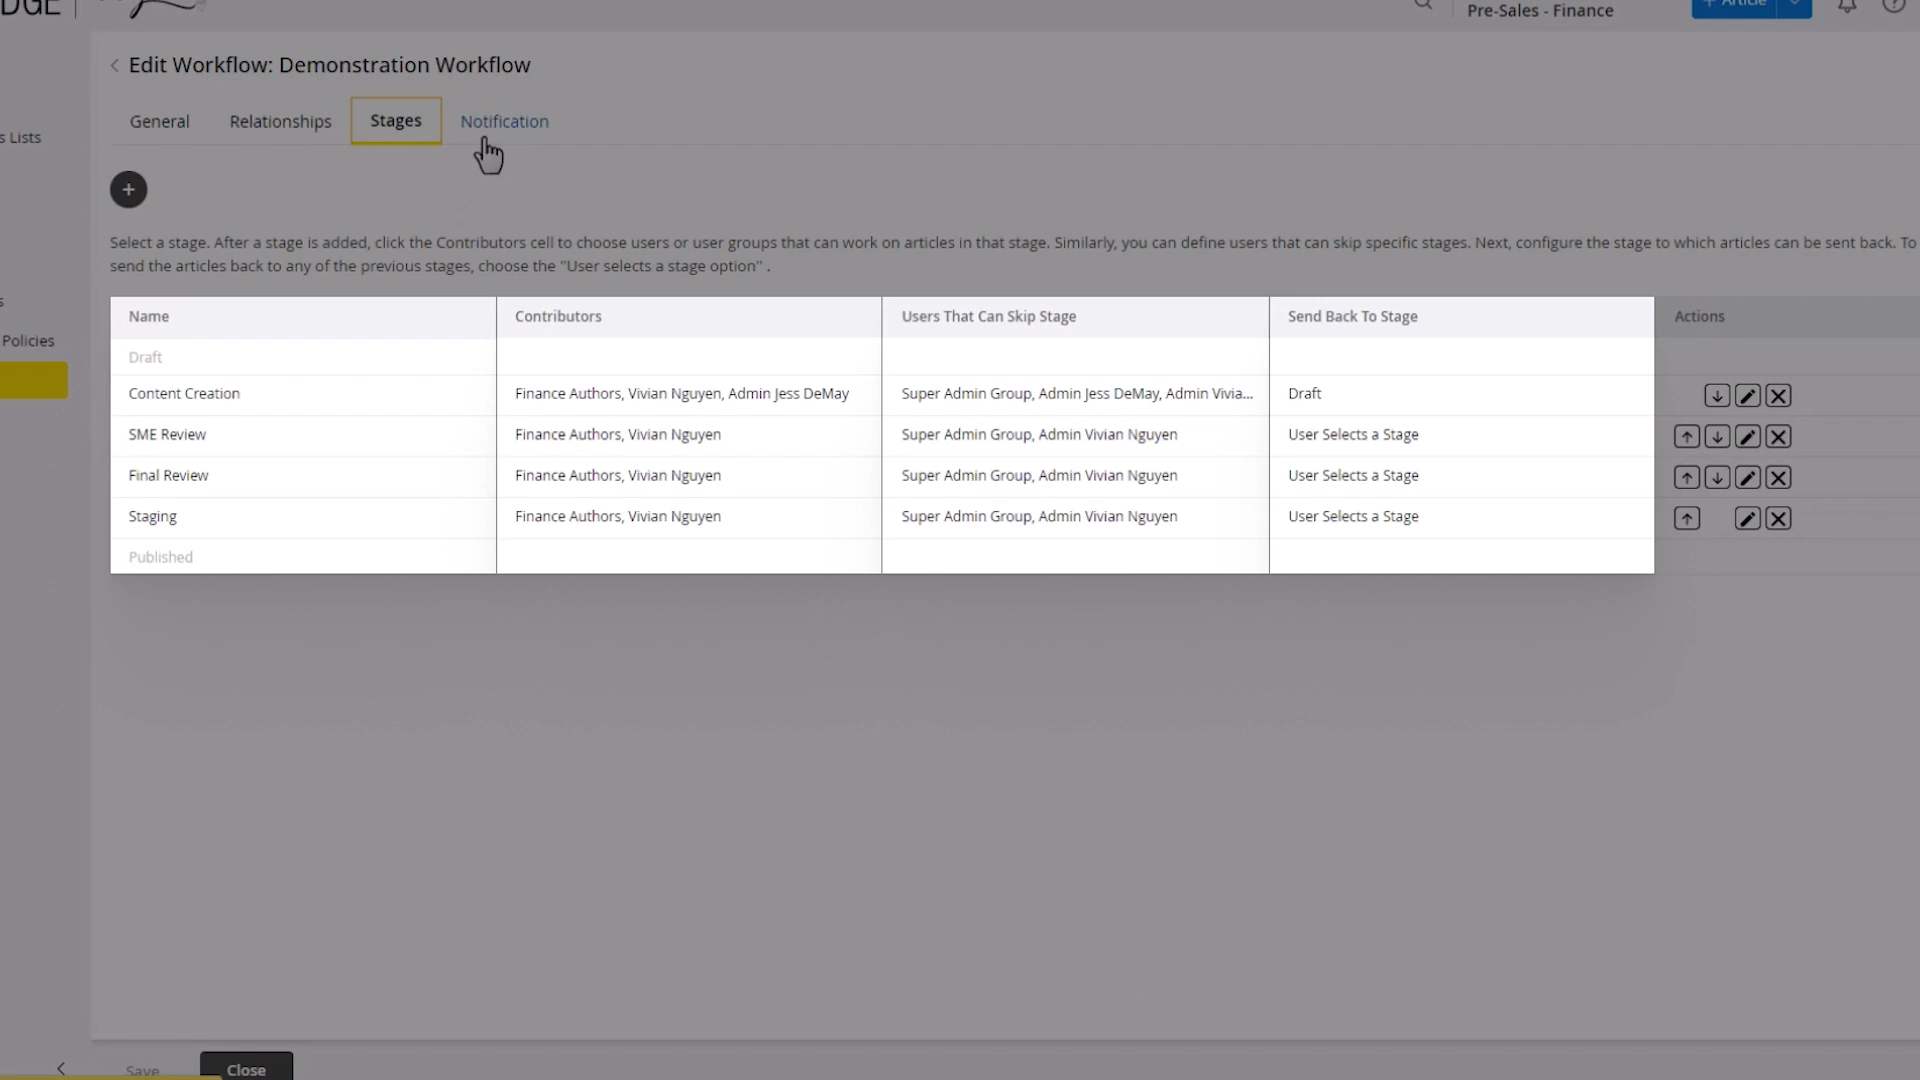 DGE
Pre-Sales - Finance
+ Article
Edit Workflow: Demonstration Workflow
General Relationships Stages Notification
s Lists
Select a stage. After a stage is added, click the Contributors cell to choose users or user groups that can work on articles in that stage. Similarly, you can define users that can skip specific stages. Next, configure the stage to which articles can be sent back. To
send the articles back to any of the previous stages, choose the "User selects a stage option" .
s
Policies
Name Contributors Users That Can Skip Stage Send Back To Stage Actions
Draft
Content Creation Finance Authors, Vivian Nguyen, Admin Jess DeMay Super Admin Group, Admin Jess DeMay, Admin Vivia... Draft
SME Review Finance Authors, Vivian Nguyen Super Admin Group, Admin Vivian Nguyen User Selects a Stage
Final Review Finance Authors, Vivian Nguyen Super Admin Group, Admin Vivian Nguyen User Selects a Stage
Staging Finance Authors, Vivian Nguyen Super Admin Group, Admin Vivian Nguyen User Selects a Stage
Published
Save Close